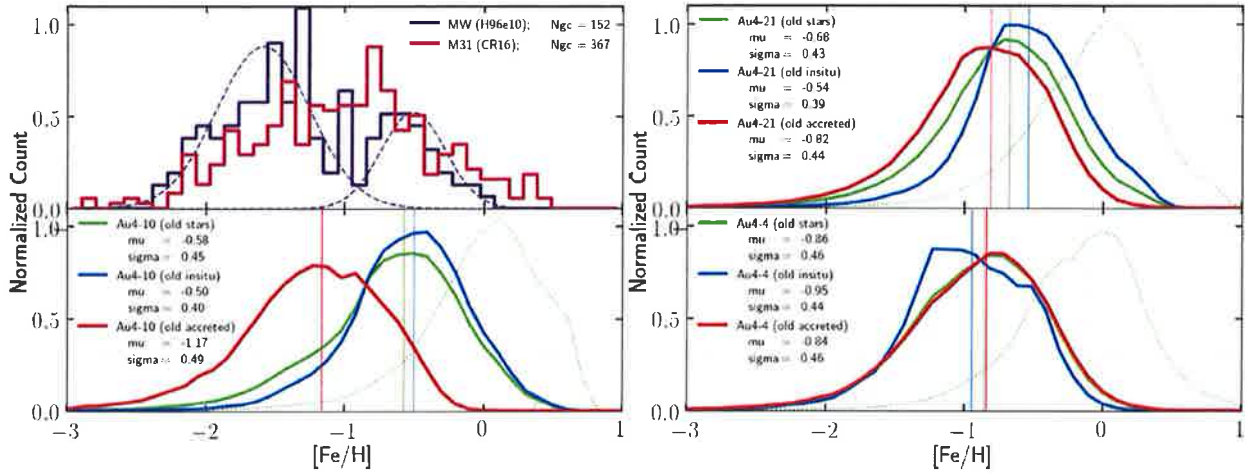 MW (H96e10); Ngc = 152
M31 (CR16); Ngc = 367
1.0
0.5
0.0
Normalized Count
Au4-10 (old stars)
mu = -0.58
sigma = 0.45
Au4-10 (old insitu)
mu = -0.50
sigma = 0.40
Au4-10 (old accreted)
mu = -1.17
sigma = 0.49
1.0
0.5
0.0
-3 -2 -1 0 1
[Fe/H]
Au4-21 (old stars)
mu = -0.68
sigma = 0.43
Au4-21 (old insitu)
mu = -0.54
sigma = 0.39
Au4-21 (old accreted)
mu = -0.82
sigma = 0.44
1.0
0.5
0.0
Normalized Count
Au4-4 (old stars)
mu = -0.86
sigma = 0.46
Au4-4 (old insitu)
mu = -0.95
sigma = 0.44
Au4-4 (old accreted)
mu = -0.84
sigma = 0.46
1.0
0.5
0.0
-3 -2 -1 0 1
[Fe/H]